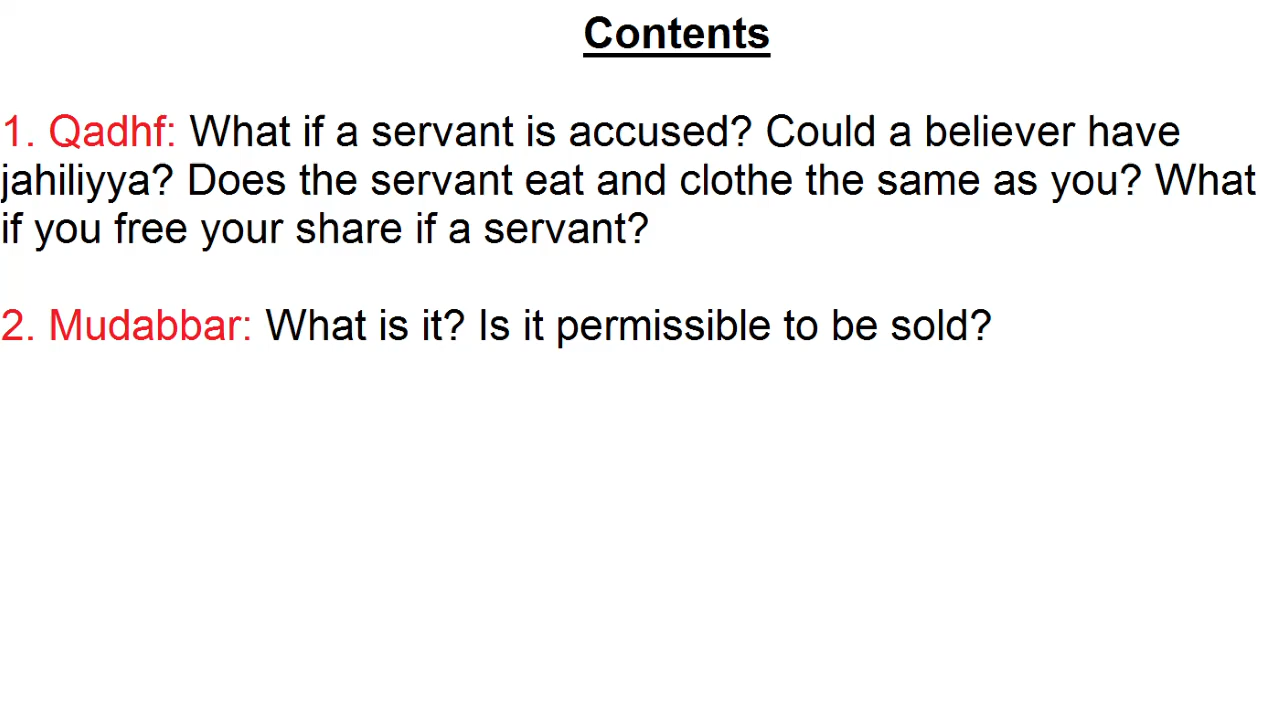 Contents
1. Qadhf: What if a servant is accused? Could a believer have
jahiliyya? Does the servant eat and clothe the same as you? What
if you free your share if a servant?
2. Mudabbar: What is it? Is it permissible to be sold?